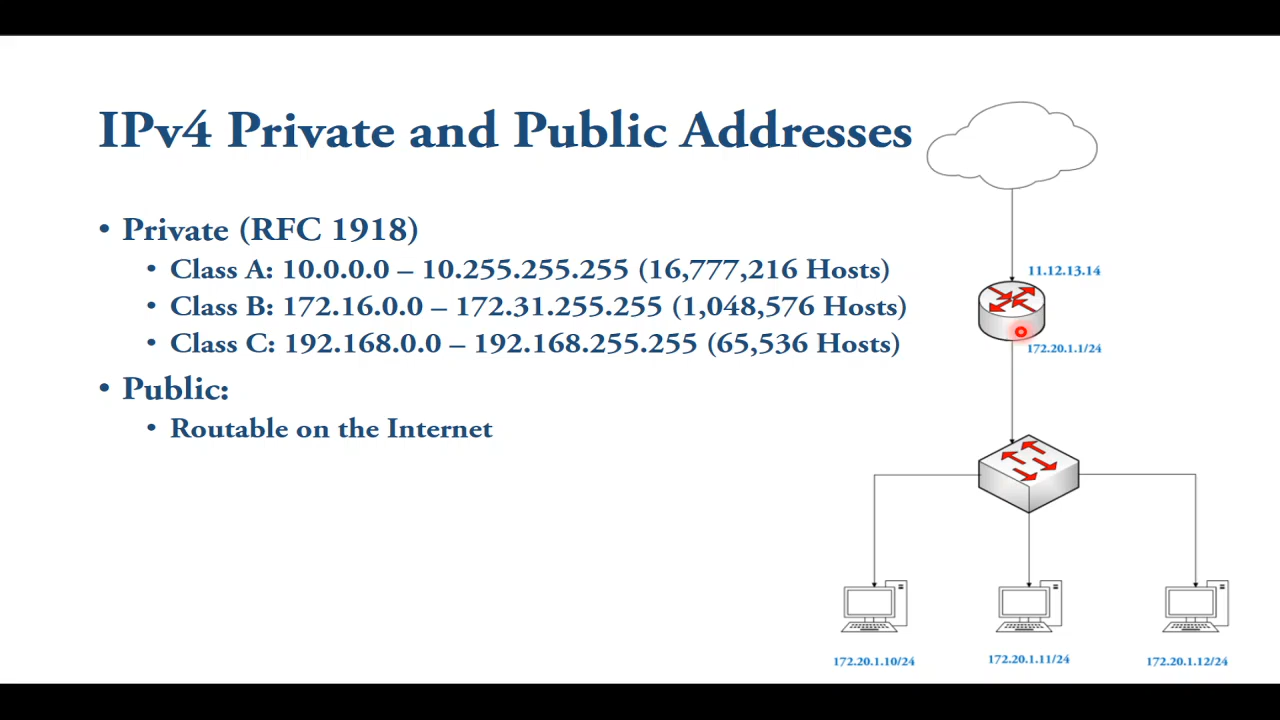 IPv4 Private and Public Addresses
• Private (RFC 1918)
• Class A: 10.0.0.0 – 10.255.255.255 (16,777,216 Hosts)
• Class B: 172.16.0.0 – 172.31.255.255 (1,048,576 Hosts)
• Class C: 192.168.0.0 – 192.168.255.255 (65,536 Hosts)
• Public:
• Routable on the Internet
11.12.13.14
172.20.1.1/24
172.20.1.10/24
172.20.1.11/24
172.20.1.12/24